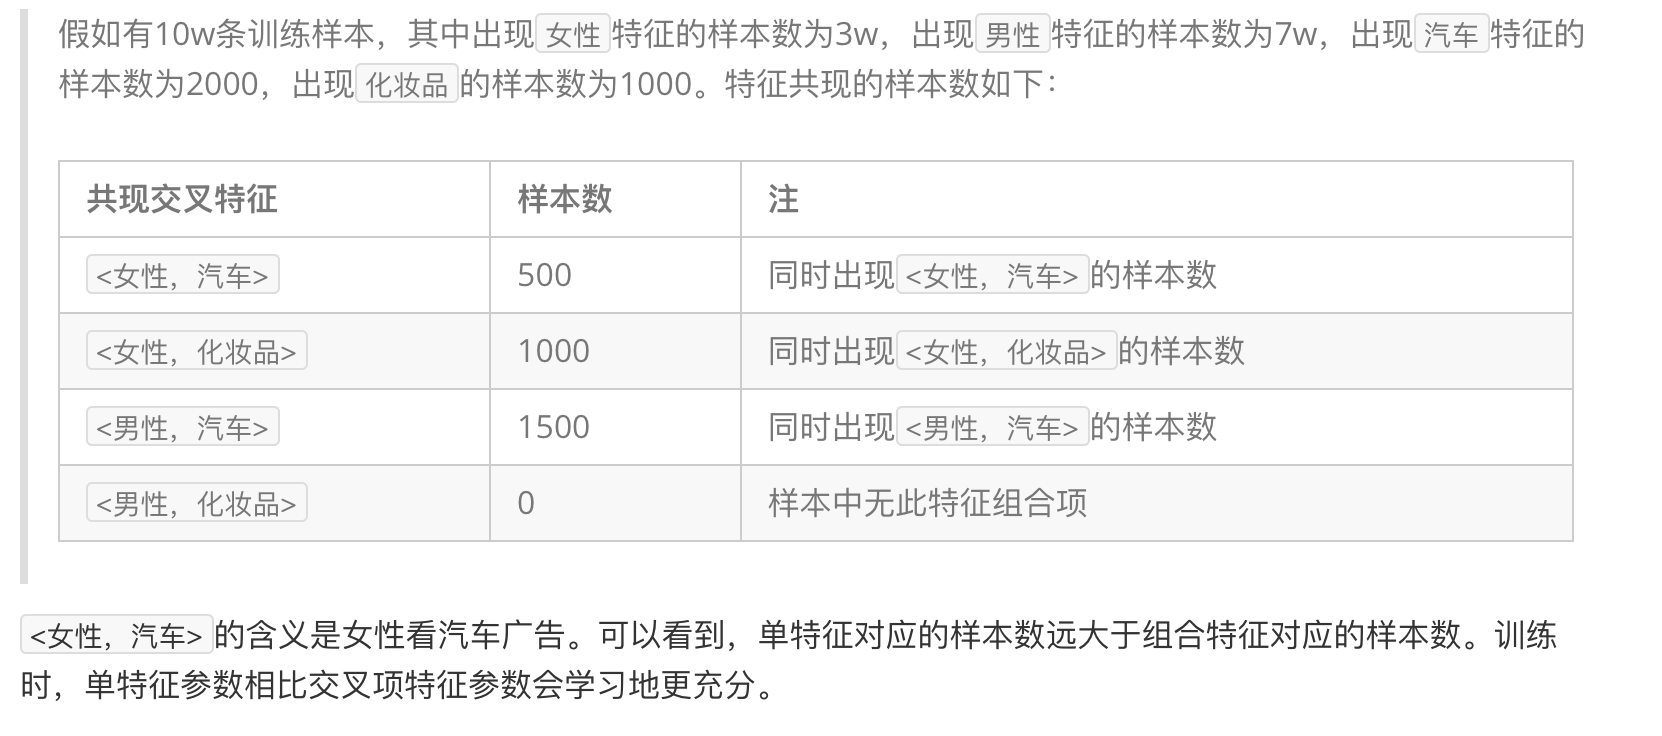 假如有10w条训练样本，其中出现 女性 特征的样本数为3w，出现 男性 特征的样本数为7w，出现 汽车 特征的
样本数为2000，出现 化妆品 的样本数为1000。特征共现的样本数如下：
共现交叉特征 样本数 注
<女性，汽车> 500 同时出现 <女性，汽车> 的样本数
<女性，化妆品> 1000 同时出现 <女性，化妆品> 的样本数
<男性，汽车> 1500 同时出现 <男性，汽车> 的样本数
<男性，化妆品> 0 样本中无此特征组合项
<女性，汽车> 的含义是女性看汽车广告。可以看到，单特征对应的样本数远大于组合特征对应的样本数。训练
时，单特征参数相比交叉项特征参数会学习地更充分。